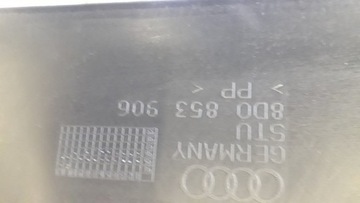 GERMANY
STU
8D0 853 906
> PP <